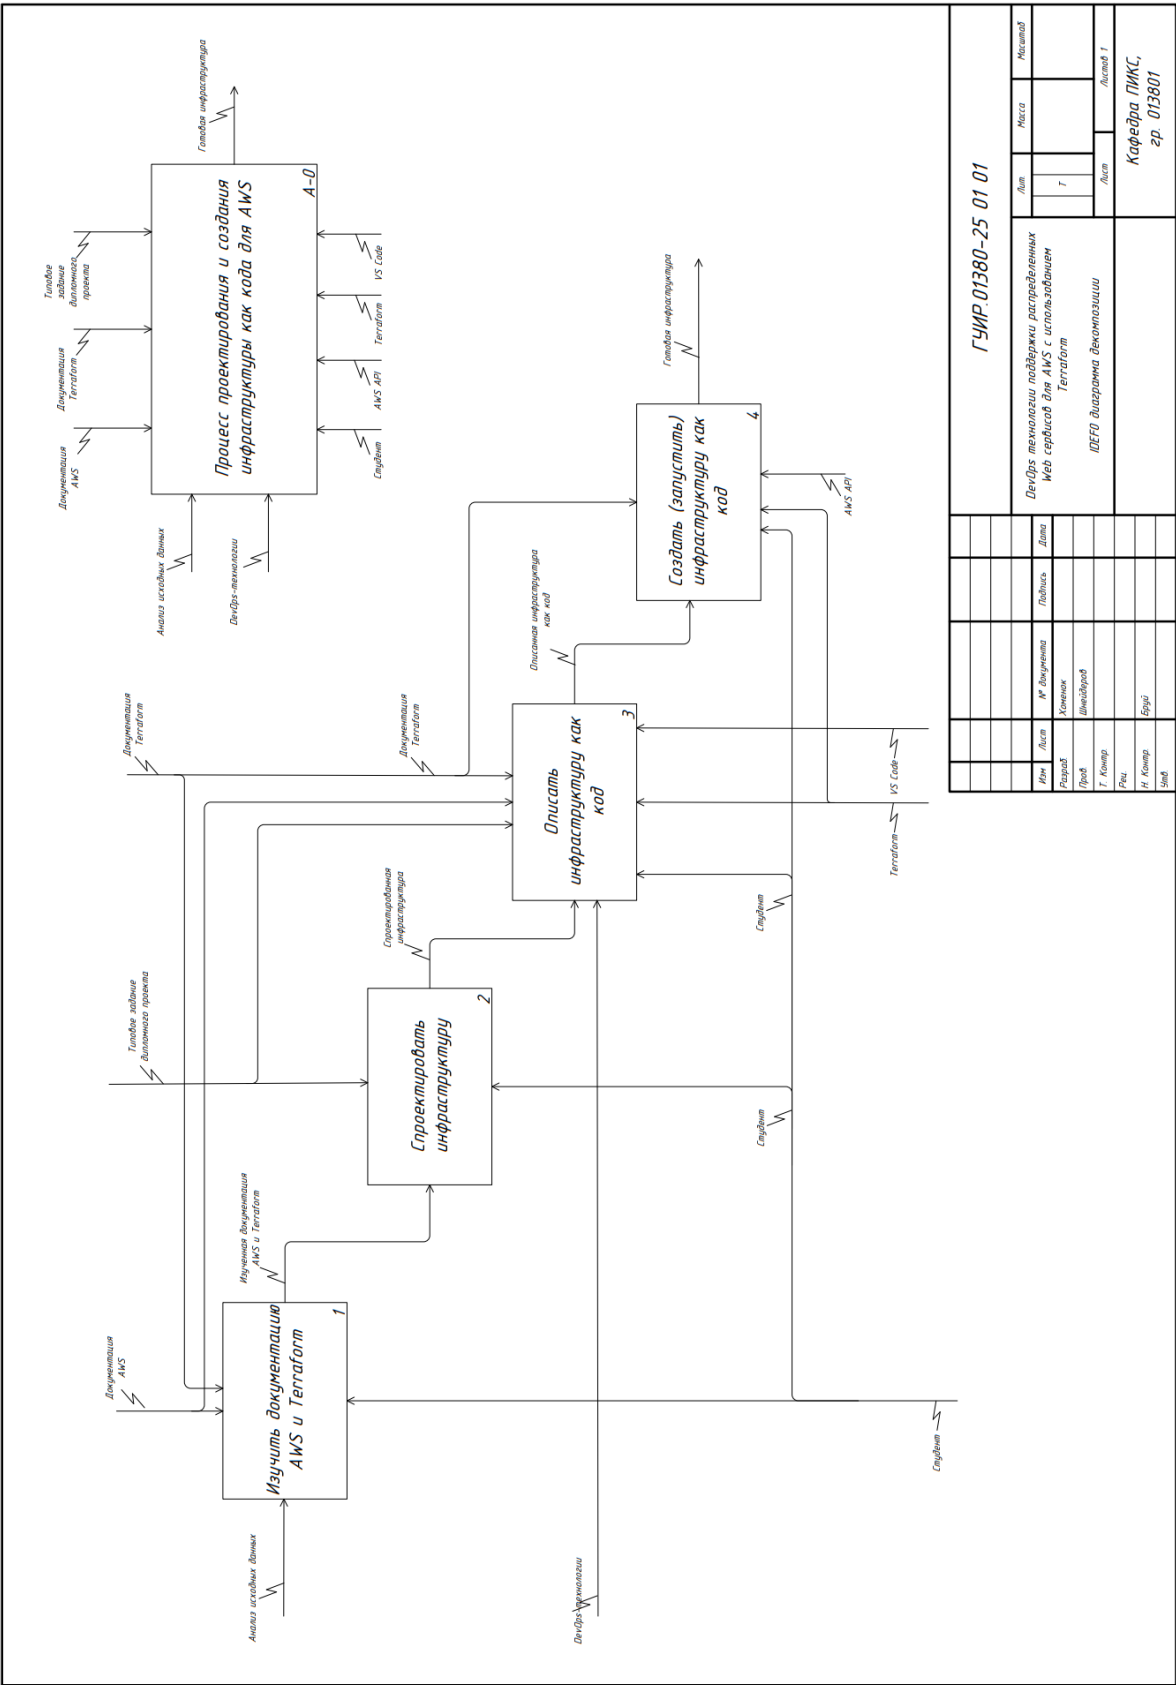 Типовое
задание
дипломного
проекта
Документация
Terraform
Документация
AWS
Готовая инфраструктура
Процесс проектирования и создания
инфраструктуры как кода для AWS
A-0
Анализ исходных данных
DevOps-технологии
Студент
AWS API
Terraform
VS Code
Документация
AWS
Типовое задание
дипломного проекта
Документация
Terraform
Анализ исходных данных
Изучить документацию
AWS и Terraform
1
Изученная документация
AWS и Terraform
Спроектировать
инфраструктуру
2
Спроектированная
инфраструктура
Документация
Terraform
DevOps-технологии
Описать
инфраструктуру как
код
3
Описанная инфраструктура
как код
Создать (запустить)
инфраструктуру как
код
4
Готовая инфраструктура
AWS API
Студент
Студент
Студент
Terraform
VS Code
ГУИР.01380-25 01 01
Изм
Лист
№ документа
Подпись
Дата
Разраб.
Хоменок
Пров.
Шнейдеров
Т. Контр.
Рец.
Н. Контр.
Бруй
Утв.
DevOps технологии поддержки распределенных
Web сервисов для AWS с использованием
Terraform
IDEF0 диаграмма декомпозиции
Лит.
Масса
Масштаб
Т
Лист
Листов 1
Кафедра ПИКС,
гр. 013801